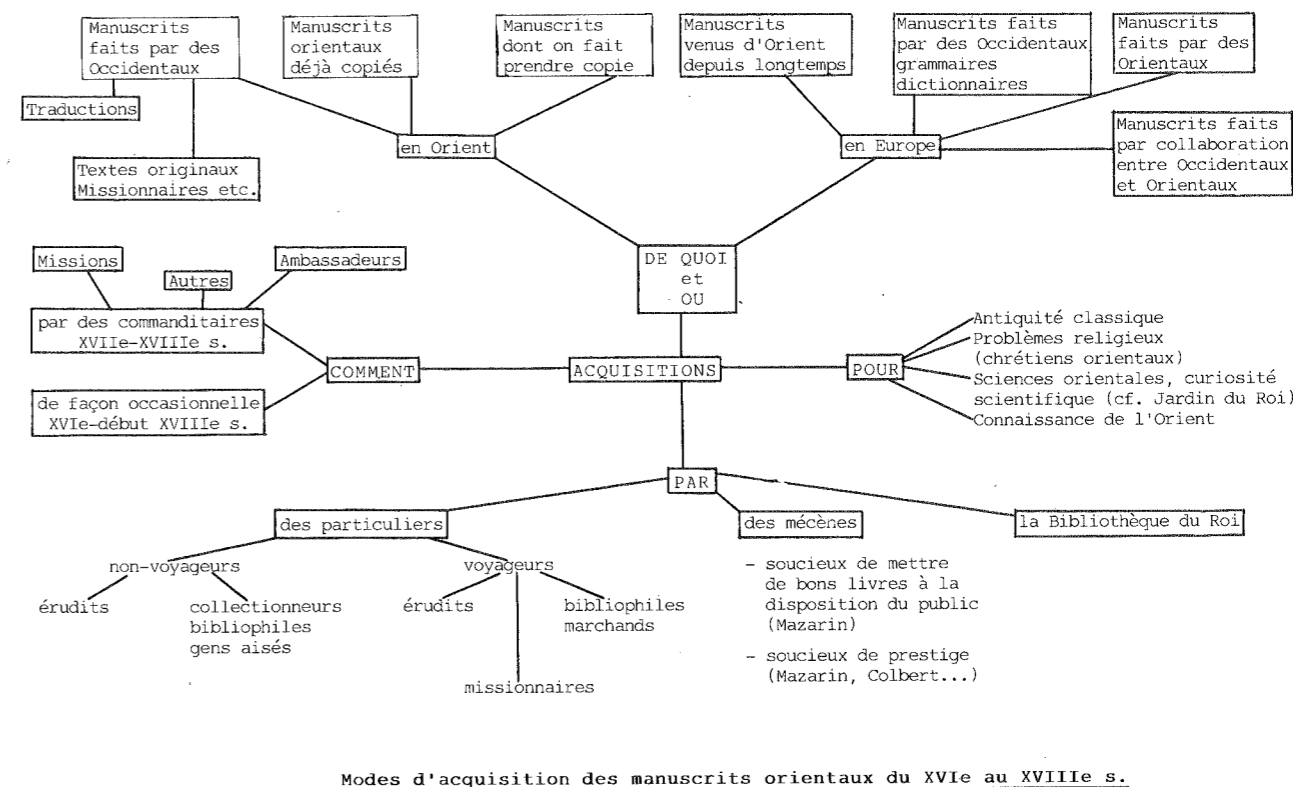 Manuscrits
faits par des
Occidentaux
Manuscrits
orientaux
déjà copiés
Manuscrits
dont on fait
prendre copie
Manuscrits
venus d'Orient
depuis longtemps
Manuscrits faits
par des Occidentaux
grammaires
dictionnaires
Manuscrits
faits par des
Orientaux
Traductions
Textes originaux
Missionnaires etc.
en Orient
en Europe
Manuscrits faits
par collaboration
entre Occidentaux
et Orientaux
DE QUOI
et
OU
Missions
Autres
Ambassadeurs
par des commanditaires
XVIIe-XVIIIe s.
de façon occasionnelle
XVIe-début XVIIIe s.
COMMENT
ACQUISITIONS
POUR
Antiquité classique
Problèmes religieux
(chrétiens orientaux)
Sciences orientales, curiosité
scientifique (cf. Jardin du Roi)
Connaissance de l'Orient
PAR
des particuliers
des mécènes
la Bibliothèque du Roi
non-voyageurs
voyageurs
érudits
collectionneurs
bibliophiles
gens aisés
érudits
bibliophiles
marchands
missionnaires
- soucieux de mettre
de bons livres à la
disposition du public
(Mazarin)
- soucieux de prestige
(Mazarin, Colbert...)
Modes d'acquisition des manuscrits orientaux du XVIe au XVIIIe s.